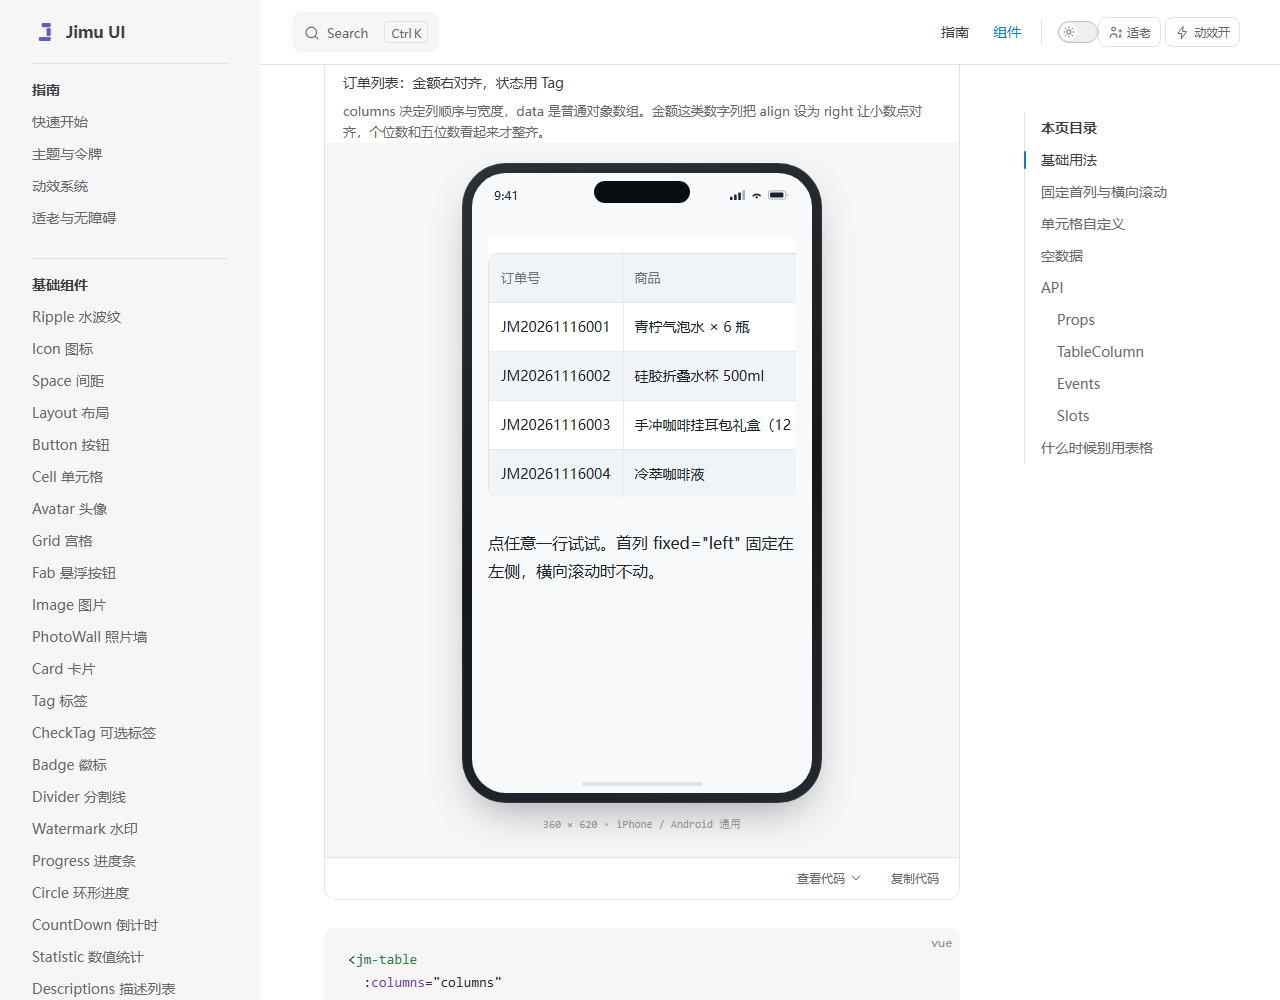 Jimu UI
Search
Ctrl K
指南
组件
适老
动效开
指南
快速开始
主题与令牌
动效系统
适老与无障碍
基础组件
Ripple 水波纹
Icon 图标
Space 间距
Layout 布局
Button 按钮
Cell 单元格
Avatar 头像
Grid 宫格
Fab 悬浮按钮
Image 图片
PhotoWall 照片墙
Card 卡片
Tag 标签
CheckTag 可选标签
Badge 徽标
Divider 分割线
Watermark 水印
Progress 进度条
Circle 环形进度
CountDown 倒计时
Statistic 数值统计
Descriptions 描述列表
订单列表：金额右对齐，状态用 Tag
columns 决定列顺序与宽度，data 是普通对象数组。金额这类数字列把 align 设为 right 让小数点对
齐，个位数和五位数看起来才整齐。
9:41
订单号 商品
JM20261116001 青柠气泡水 × 6 瓶
JM20261116002 硅胶折叠水杯 500ml
JM20261116003 手冲咖啡挂耳包礼盒（12
JM20261116004 冷萃咖啡液
点任意一行试试。首列 fixed="left" 固定在
左侧，横向滚动时不动。
360 × 620 · iPhone / Android 通用
查看代码
复制代码
vue
<jm-table
:columns="columns"
本页目录
基础用法
固定首列与横向滚动
单元格自定义
空数据
API
Props
TableColumn
Events
Slots
什么时候别用表格